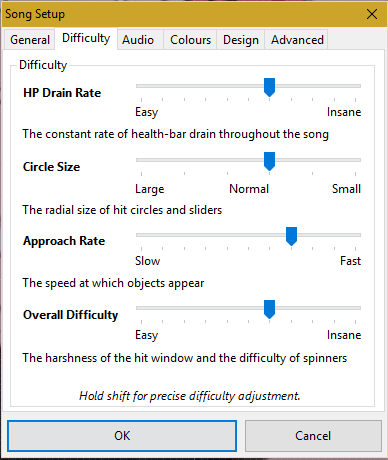 Song Setup
General Difficulty Audio Colours Design Advanced
Difficulty
HP Drain Rate
Easy Insane
The constant rate of health-bar drain throughout the song
Circle Size
Large Normal Small
The radial size of hit circles and sliders
Approach Rate
Slow Fast
The speed at which objects appear
Overall Difficulty
Easy Insane
The harshness of the hit window and the difficulty of spinners
Hold shift for precise difficulty adjustment.
OK Cancel